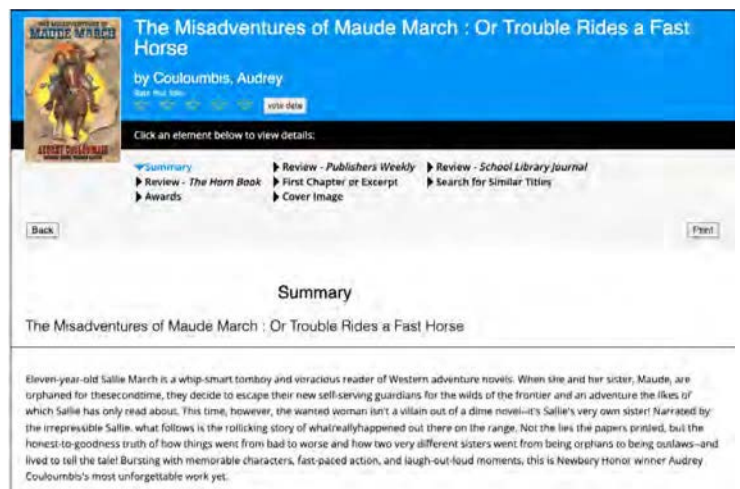 THE MISADVENTURES OF
MAUDE MARCH
AUDREY COULOUMBIS
The Misadventures of Maude March : Or Trouble Rides a Fast
Horse
by Couloumbis, Audrey
Rate this title:
vote data
Click an element below to view details:
Summary
Review - Publishers Weekly
Review - School Library Journal
Review - The Horn Book
First Chapter or Excerpt
Search for Similar Titles
Awards
Cover Image
Back
Print
Summary
The Misadventures of Maude March : Or Trouble Rides a Fast Horse
Eleven-year-old Sallie March is a whip-smart tomboy and voracious reader of Western adventure novels. When she and her sister, Maude, are
orphaned for thesecondtime, they decide to escape their new self-serving guardians for the wilds of the frontier and an adventure the likes of
which Sallie has only read about. This time, however, the wanted woman isn't a villain out of a dime novel--it's Sallie's very own sister! Narrated by
the irrepressible Sallie, what follows is the rollicking story of whatreallyhappened out there on the range. Not the lies the papers printed, but the
honest-to-goodness truth of how things went from bad to worse and how two very different sisters went from being orphans to being outlaws--and
lived to tell the tale! Bursting with memorable characters, fast-paced action, and laugh-out-loud moments, this is Newbery Honor winner Audrey
Couloumbis's most unforgettable work yet.